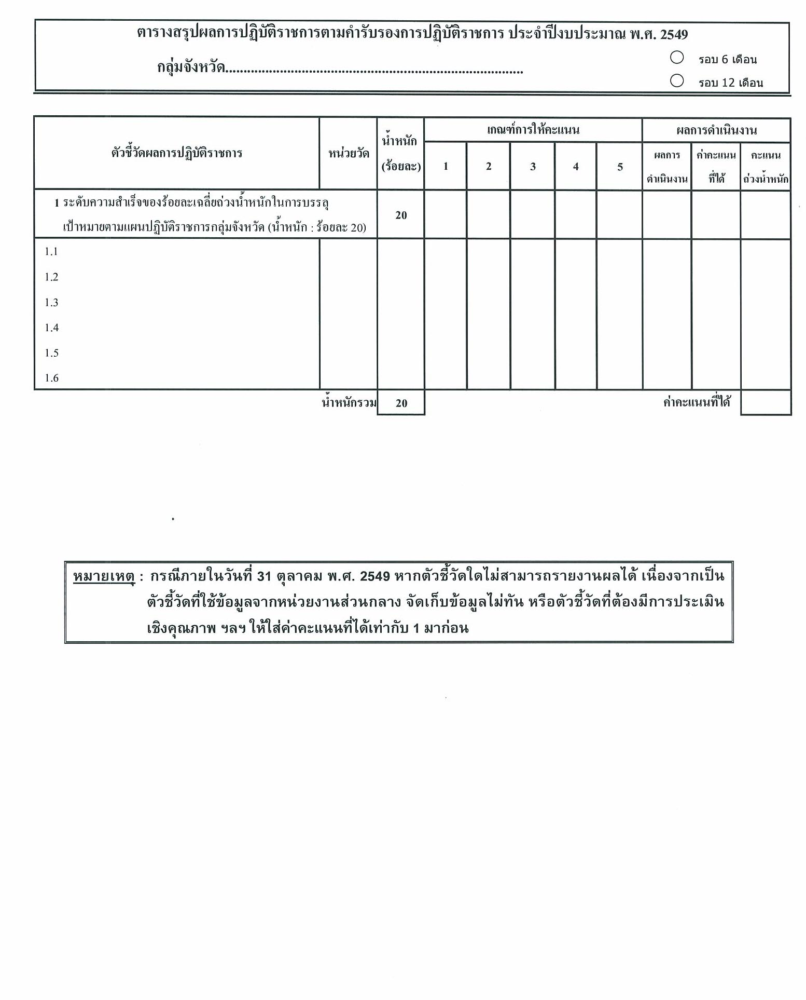 ตารางสรุปผลการปฏิบัติราชการตามคำรับรองการปฏิบัติราชการ ประจำปีงบประมาณ พ.ศ. 2549
กลุ่มจังหวัด..................................................................................
รอบ 6 เดือน
รอบ 12 เดือน
ตัวชี้วัดผลการปฏิบัติราชการ
หน่วยวัด
น้ำหนัก
(ร้อยละ)
เกณฑ์การให้คะแนน
1 2 3 4 5
ผลการดำเนินงาน
ผลการ
ดำเนินงาน
ค่าคะแนน
ที่ได้
คะแนน
ถ่วงน้ำหนัก
1 ระดับความสำเร็จของร้อยละเฉลี่ยถ่วงน้ำหนักในการบรรลุ
เป้าหมายตามแผนปฏิบัติราชการกลุ่มจังหวัด (น้ำหนัก : ร้อยละ 20)
20
1.1
1.2
1.3
1.4
1.5
1.6
น้ำหนักรวม 20 ค่าคะแนนที่ได้
หมายเหตุ : กรณีภายในวันที่ 31 ตุลาคม พ.ศ. 2549 หากตัวชี้วัดใดไม่สามารถรายงานผลได้ เนื่องจากเป็น
ตัวชี้วัดที่ใช้ข้อมูลจากหน่วยงานส่วนกลาง จัดเก็บข้อมูลไม่ทัน หรือตัวชี้วัดที่ต้องมีการประเมิน
เชิงคุณภาพ ฯลฯ ให้ใส่ค่าคะแนนที่ได้เท่ากับ 1 มาก่อน